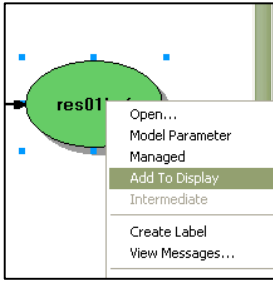 res01
Open...
Model Parameter
Managed
Add To Display
Intermediate
Create Label
View Messages...